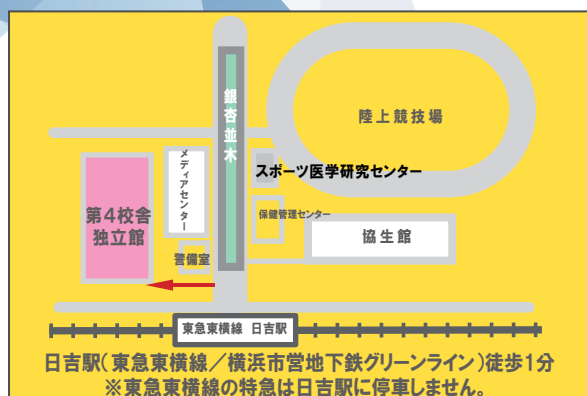 銀杏並木
陸上競技場
メディアセンター
スポーツ医学研究センター
第4校舎
独立館
保健管理センター
協生館
警備室
東急東横線 日吉駅
日吉駅(東急東横線/横浜市営地下鉄グリーンライン)徒歩1分
※東急東横線の特急は日吉駅に停車しません。